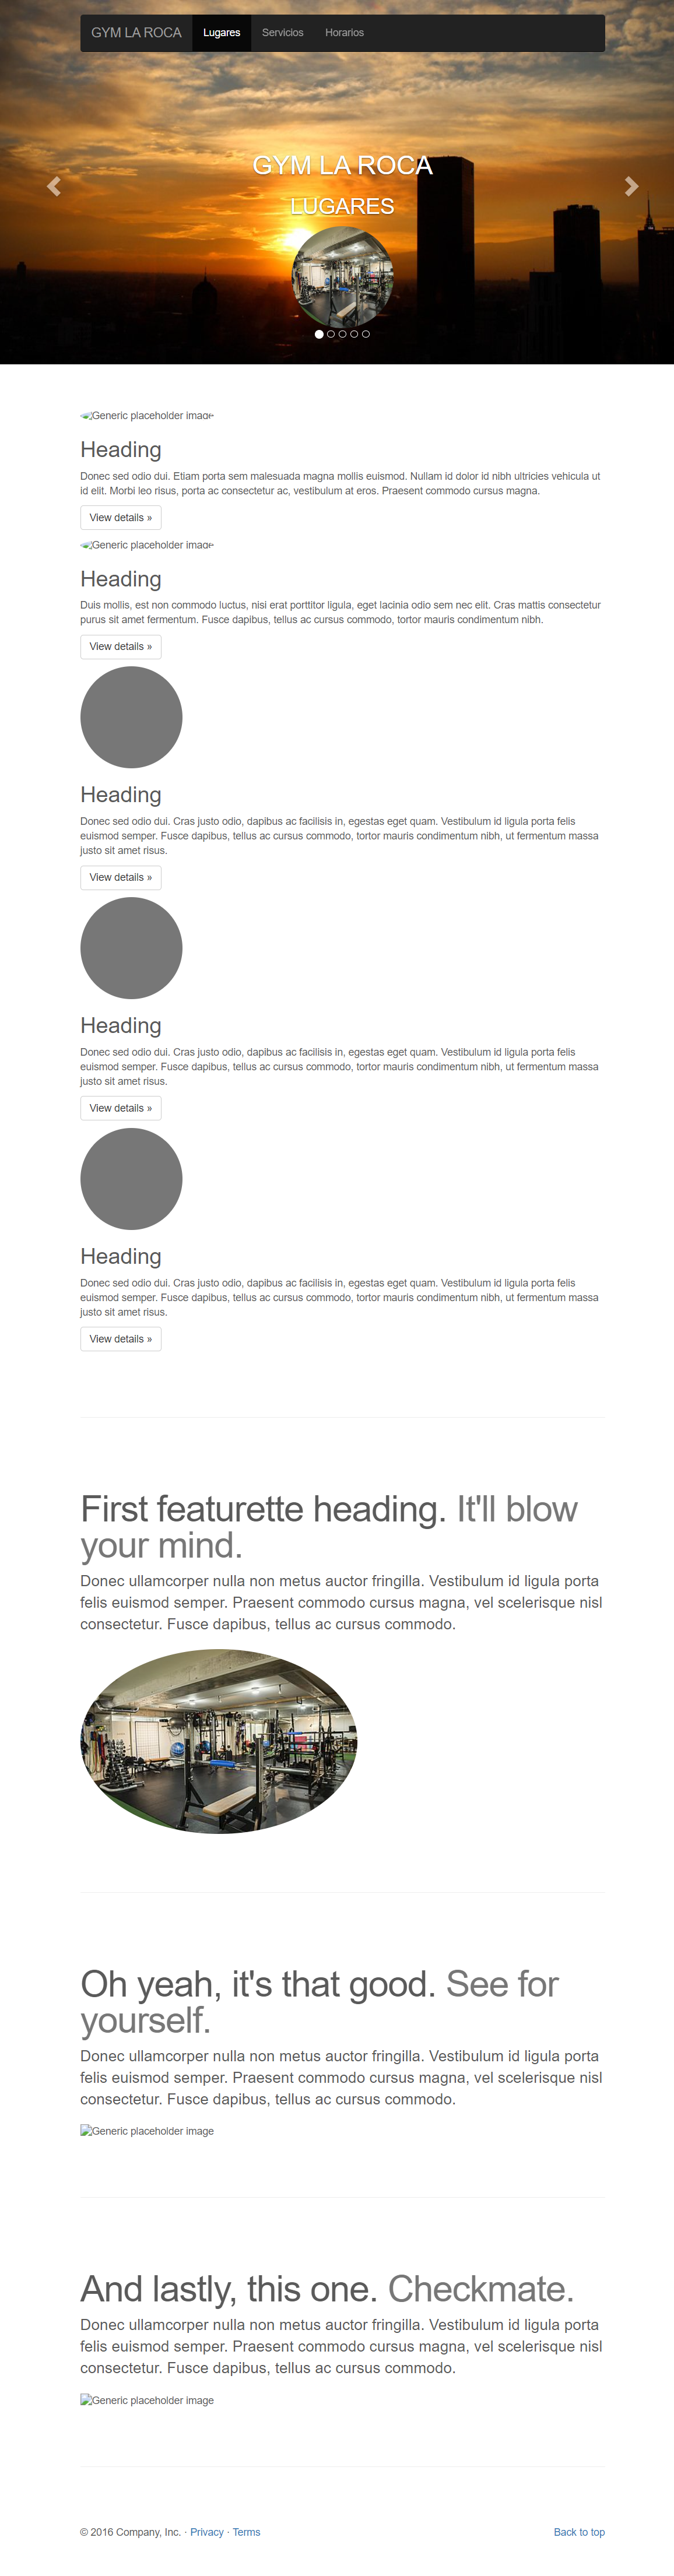 GYM LA ROCA Lugares Servicios Horarios
GYM LA ROCA
LUGARES
Generic placeholder image
Heading
Donec sed odio dui. Etiam porta sem malesuada magna mollis euismod. Nullam id dolor id nibh ultricies vehicula ut
id elit. Morbi leo risus, porta ac consectetur ac, vestibulum at eros. Praesent commodo cursus magna.
View details »
Generic placeholder image
Heading
Duis mollis, est non commodo luctus, nisi erat porttitor ligula, eget lacinia odio sem nec elit. Cras mattis consectetur
purus sit amet fermentum. Fusce dapibus, tellus ac cursus commodo, tortor mauris condimentum nibh.
View details »
Heading
Donec sed odio dui. Cras justo odio, dapibus ac facilisis in, egestas eget quam. Vestibulum id ligula porta felis
euismod semper. Fusce dapibus, tellus ac cursus commodo, tortor mauris condimentum nibh, ut fermentum massa
justo sit amet risus.
View details »
Heading
Donec sed odio dui. Cras justo odio, dapibus ac facilisis in, egestas eget quam. Vestibulum id ligula porta felis
euismod semper. Fusce dapibus, tellus ac cursus commodo, tortor mauris condimentum nibh, ut fermentum massa
justo sit amet risus.
View details »
Heading
Donec sed odio dui. Cras justo odio, dapibus ac facilisis in, egestas eget quam. Vestibulum id ligula porta felis
euismod semper. Fusce dapibus, tellus ac cursus commodo, tortor mauris condimentum nibh, ut fermentum massa
justo sit amet risus.
View details »
First featurette heading. It'll blow
your mind.
Donec ullamcorper nulla non metus auctor fringilla. Vestibulum id ligula porta
felis euismod semper. Praesent commodo cursus magna, vel scelerisque nisl
consectetur. Fusce dapibus, tellus ac cursus commodo.
Oh yeah, it's that good. See for
yourself.
Donec ullamcorper nulla non metus auctor fringilla. Vestibulum id ligula porta
felis euismod semper. Praesent commodo cursus magna, vel scelerisque nisl
consectetur. Fusce dapibus, tellus ac cursus commodo.
Generic placeholder image
And lastly, this one. Checkmate.
Donec ullamcorper nulla non metus auctor fringilla. Vestibulum id ligula porta
felis euismod semper. Praesent commodo cursus magna, vel scelerisque nisl
consectetur. Fusce dapibus, tellus ac cursus commodo.
Generic placeholder image
© 2016 Company, Inc. · Privacy · Terms Back to top